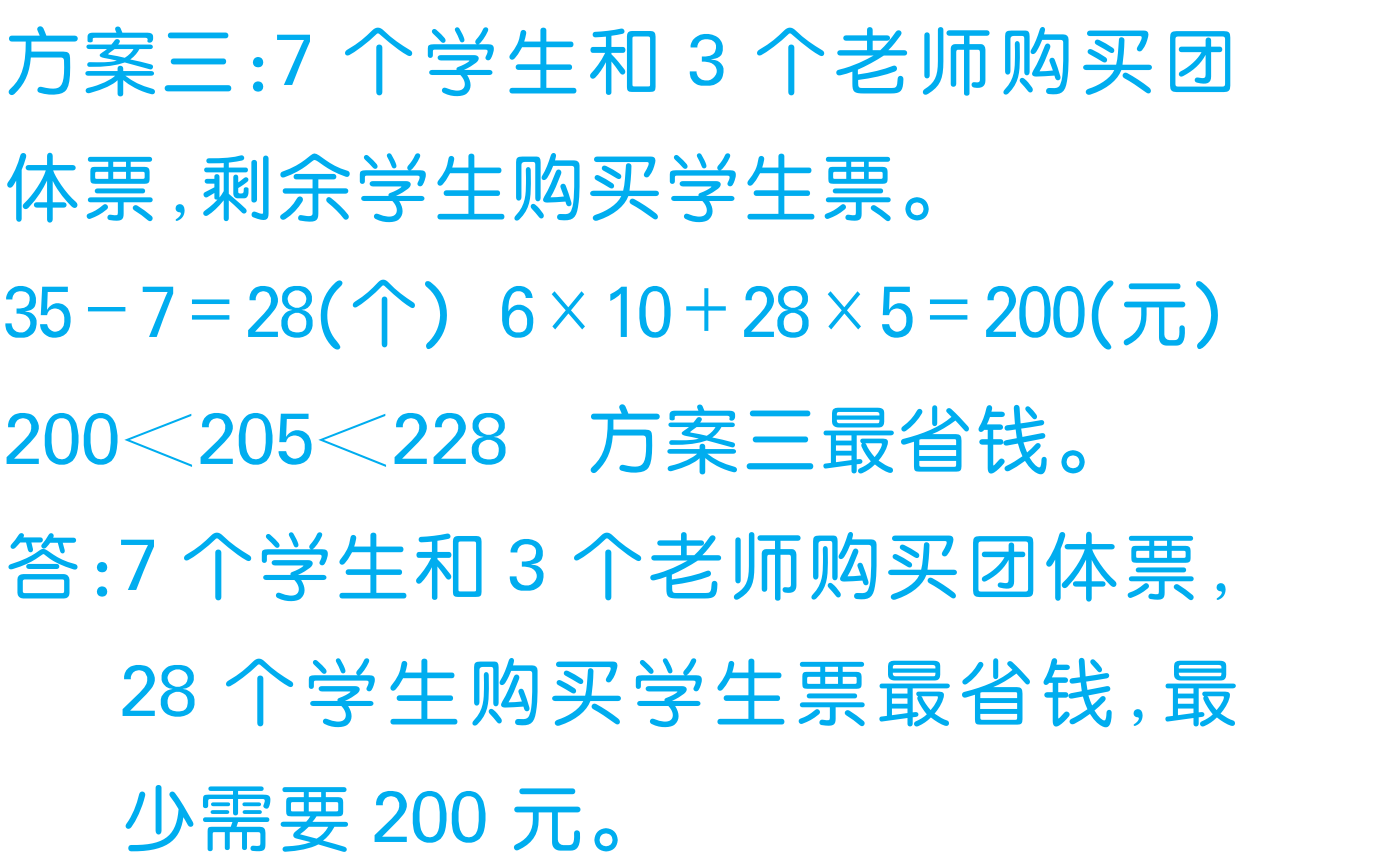 方案三:7 个学生和 3 个老师购买团
体票,剩余学生购买学生票。
35-7=28(个) 6×10+28×5=200(元)
200<205<228 方案三最省钱。
答:7 个学生和 3 个老师购买团体票,
28 个学生购买学生票最省钱,最
少需要 200 元。